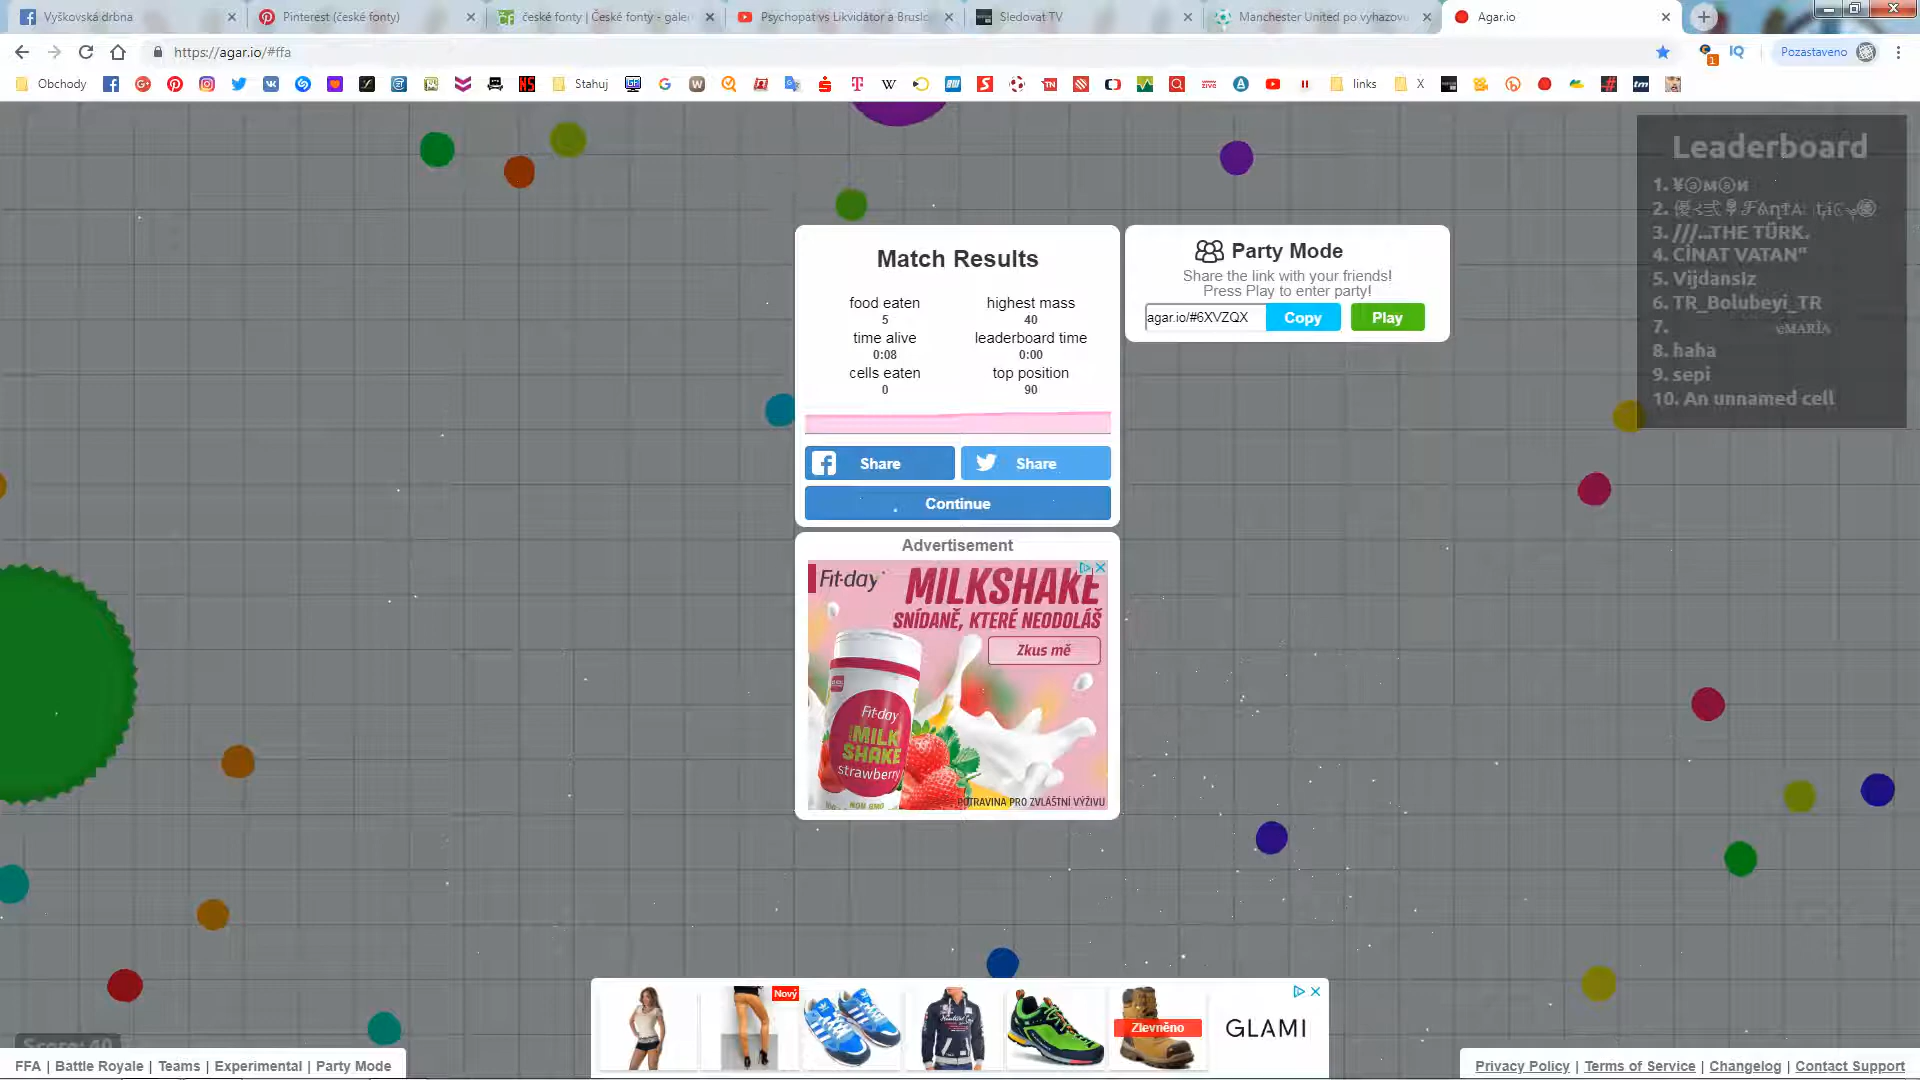 Vyškovská drbna
Pinterest (české fonty)
české fonty | České fonty - galer
Psychopat vs Likvidátor a Bruslo
Sledovat TV
Manchester United po vyhazovu
Agar.io
https://agar.io/#ffa
Pozastaveno
Obchody
Stahuj
links
X
Leaderboard
3. ///...THE TÜRK.
4. CİNAT VATAN"
5. Vijdansız
6. TR_Bolubeyi_TR
7.
8. haha
9. sepi
10. An unnamed cell
Match Results
food eaten
5
highest mass
40
time alive
0:08
leaderboard time
0:00
cells eaten
0
top position
90
Share
Share
Continue
Party Mode
Share the link with your friends!
Press Play to enter party!
agar.io/#6XVZQX
Copy
Play
Advertisement
Fit-day
MILKSHAKE
SNÍDANĚ, KTERÉ NEODOLÁŠ
Zkus mě
Fit-day
MILK
SHAKE
strawberry
NON GMO
POTRAVINA PRO ZVLÁŠTNÍ VÝŽIVU
Nový
Zlevněno
GLAMI
Score: 40
FFA | Battle Royale | Teams | Experimental | Party Mode
Privacy Policy | Terms of Service | Changelog | Contact Support